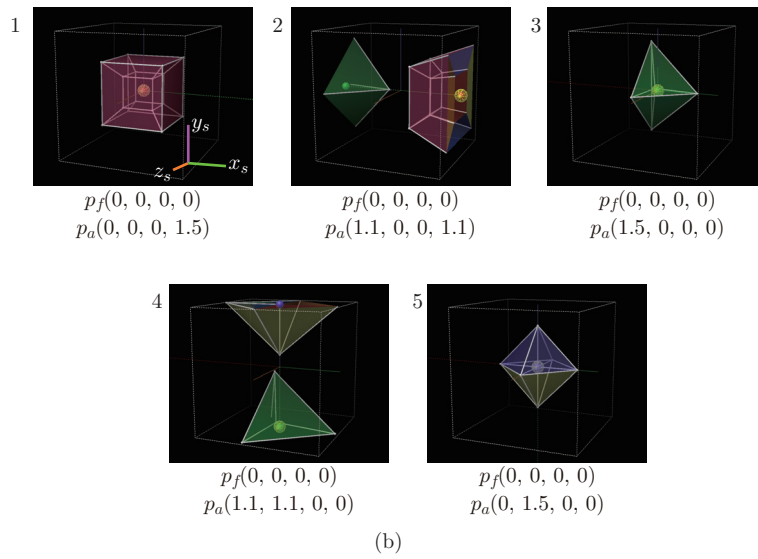 1
2
3
y_s
x_s
z_s
p_f(0, 0, 0, 0)
p_a(0, 0, 0, 1.5)
p_f(0, 0, 0, 0)
p_a(1.1, 0, 0, 1.1)
p_f(0, 0, 0, 0)
p_a(1.5, 0, 0, 0)
4
5
p_f(0, 0, 0, 0)
p_a(1.1, 1.1, 0, 0)
p_f(0, 0, 0, 0)
p_a(0, 1.5, 0, 0)
(b)